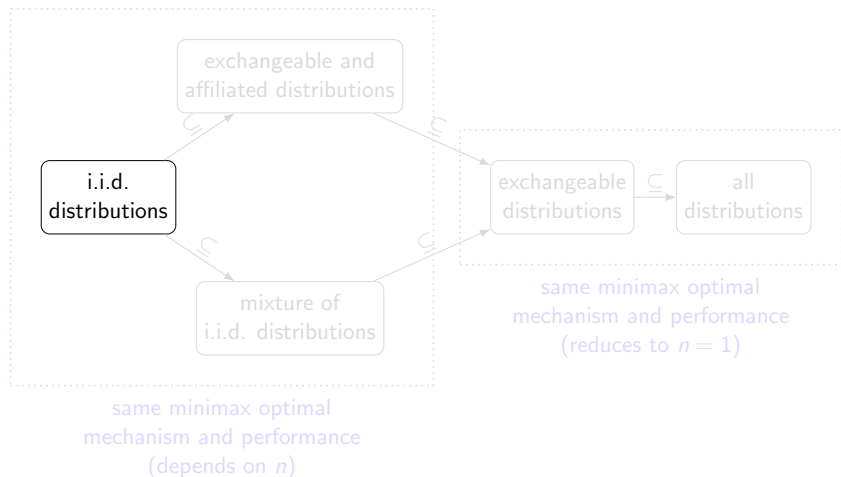 exchangeable and
affiliated distributions
⊆
⊆
i.i.d.
distributions
exchangeable
distributions
⊆
all
distributions
⊆
⊆
mixture of
i.i.d. distributions
same minimax optimal
mechanism and performance
(reduces to n = 1)
same minimax optimal
mechanism and performance
(depends on n)